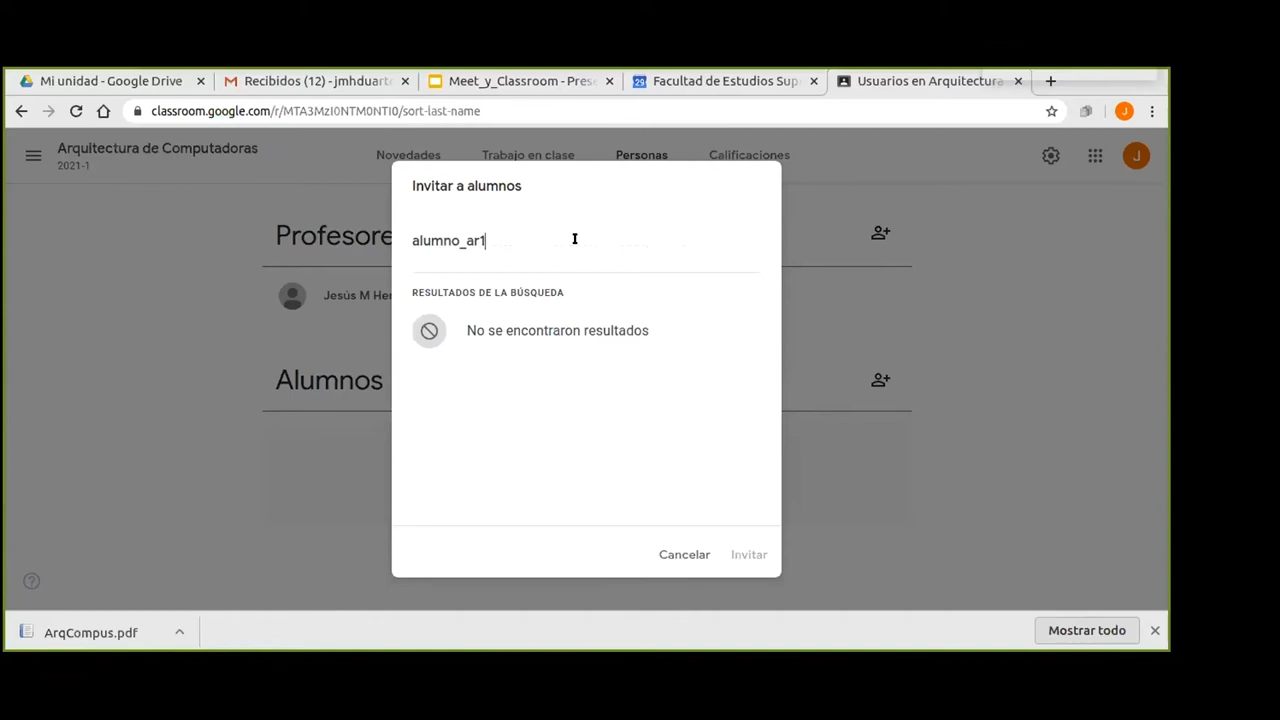 Mi unidad - Google Drive
Recibidos (12) - jmhduarte
Meet_y_Classroom - Prese
Facultad de Estudios Sup
Usuarios en Arquitectura
classroom.google.com/r/MTA3MzI0NTM0NTI0/sort-last-name
J
Arquitectura de Computadoras
2021-1
Novedades
Trabajo en clase
Personas
Calificaciones
J
Invitar a alumnos
Profesore
alumno_ar1
RESULTADOS DE LA BÚSQUEDA
Jesús M Her
No se encontraron resultados
Alumnos
Cancelar
Invitar
ArqCompus.pdf
Mostrar todo